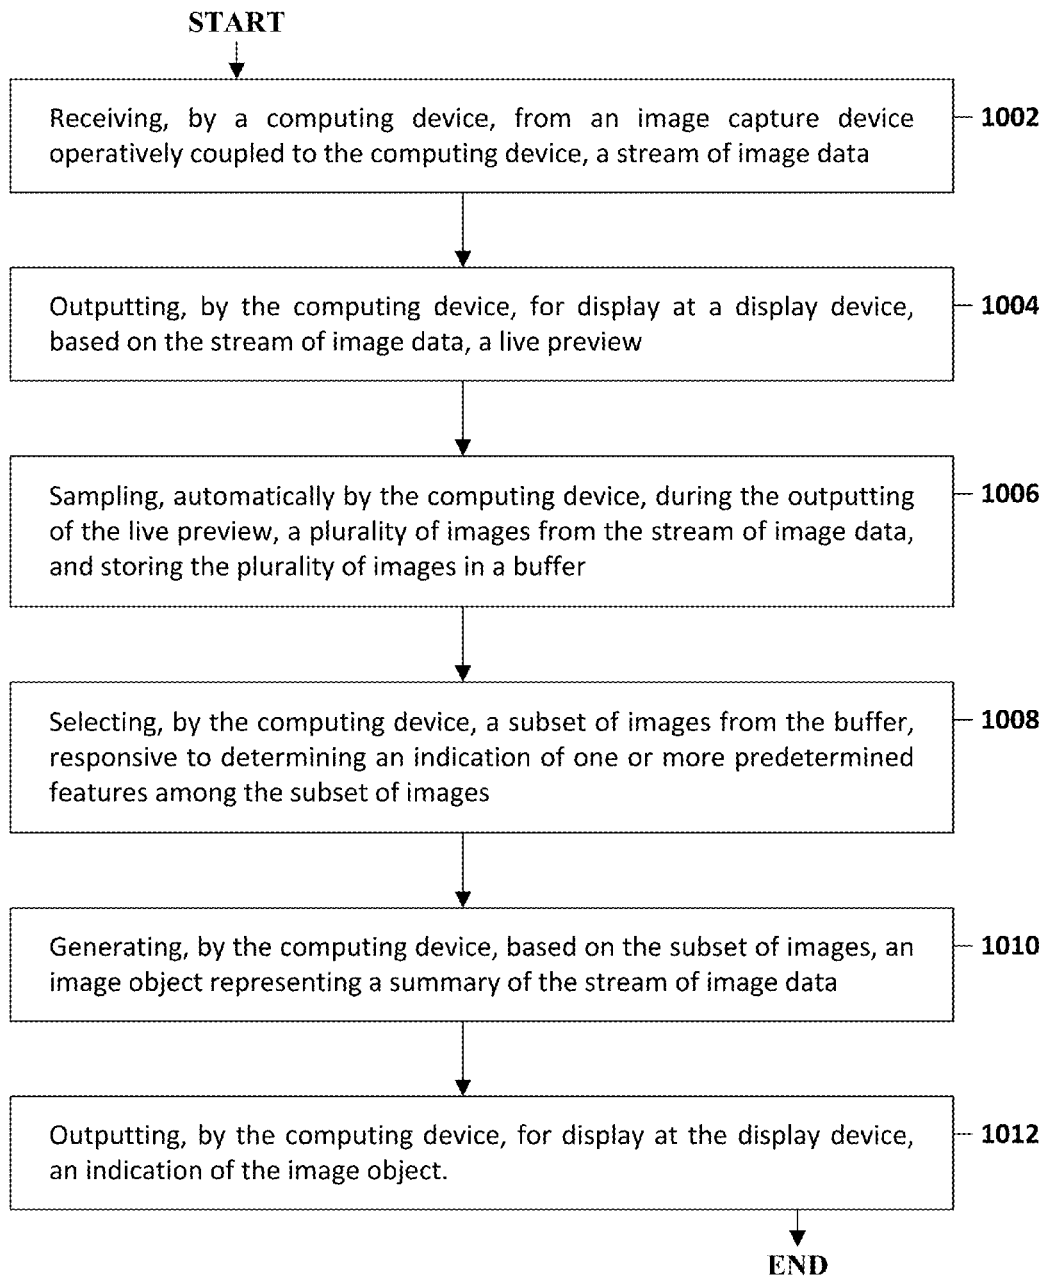 START
Receiving, by a computing device, from an image capture device
operatively coupled to the computing device, a stream of image data
1002
Outputting, by the computing device, for display at a display device,
based on the stream of image data, a live preview
1004
Sampling, automatically by the computing device, during the outputting
of the live preview, a plurality of images from the stream of image data,
and storing the plurality of images in a buffer
1006
Selecting, by the computing device, a subset of images from the buffer,
responsive to determining an indication of one or more predetermined
features among the subset of images
1008
Generating, by the computing device, based on the subset of images, an
image object representing a summary of the stream of image data
1010
Outputting, by the computing device, for display at the display device,
an indication of the image object.
1012
END